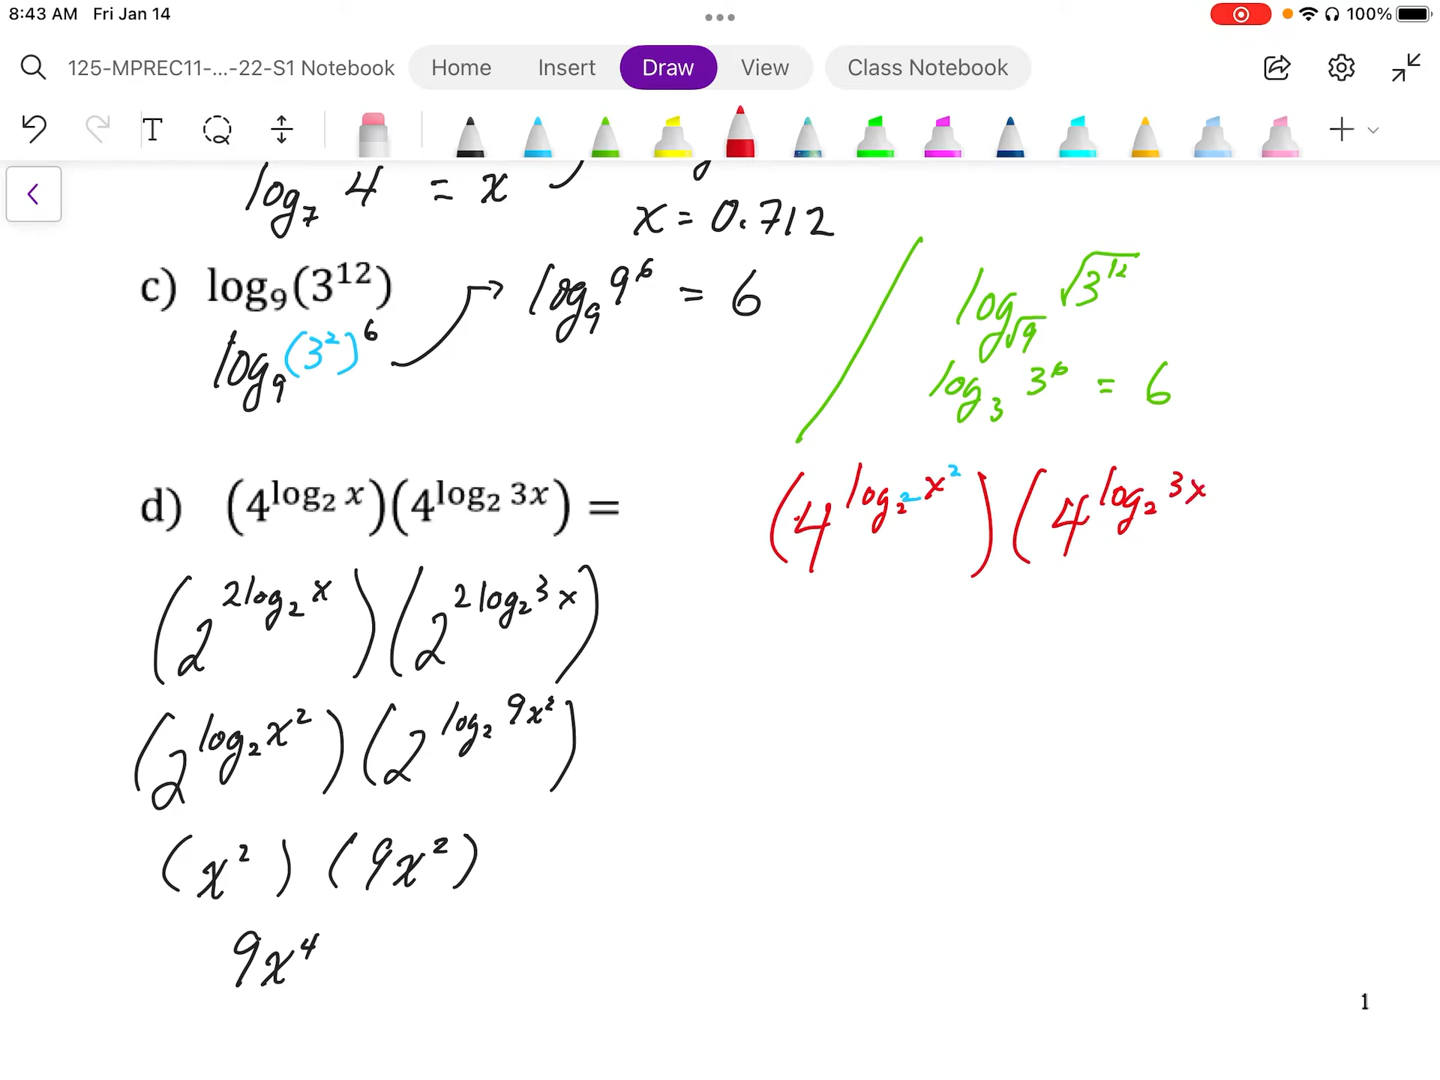 8:43 AM Fri Jan 14
100%
125-MPREC11-...-22-S1 Notebook Home Insert Draw View Class Notebook
T
log₇ 4 = x
x = 0.712
c) log₉(3¹²)
log₉ 9⁶ = 6
log₉(3²)⁶
log_√9 √3¹²
log₃ 3⁶ = 6
d) (4^log₂ x)(4^log₂ 3x) =
(4^log₂² x²)(4^log₂ 3x
(2^2log₂ x)(2^2log₂ 3x)
(2^log₂ x²)(2^log₂ 9x²)
(x²) (9x²)
9x⁴
1